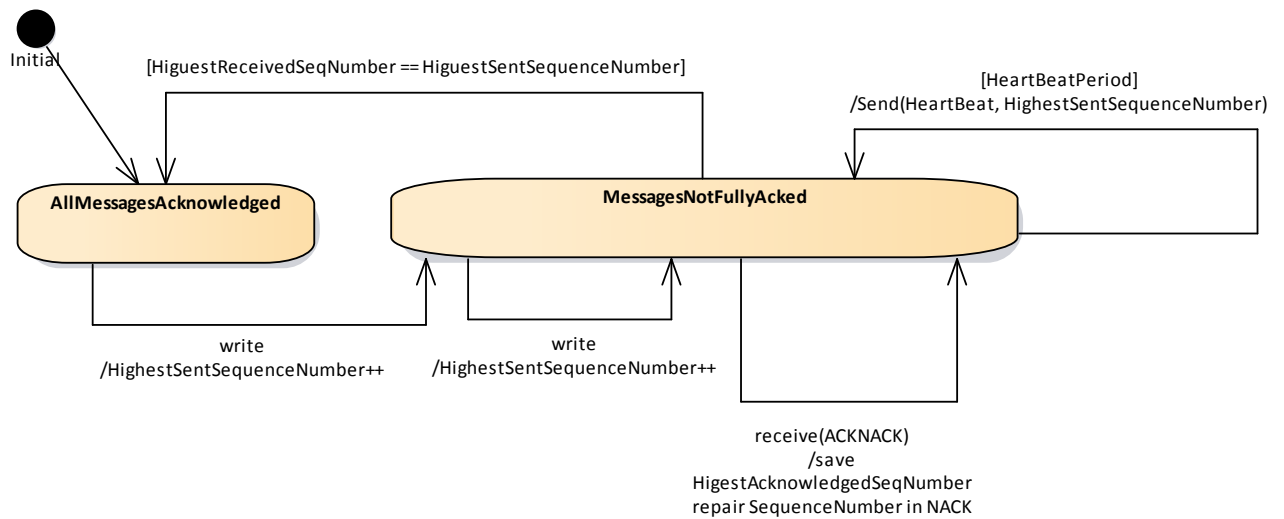 Initial
[HiguestReceivedSeqNumber == HiguestSentSequenceNumber]
[HeartBeatPeriod]
/Send(HeartBeat, HighestSentSequenceNumber)
AllMessagesAcknowledged
MessagesNotFullyAcked
write
/HighestSentSequenceNumber++
write
/HighestSentSequenceNumber++
receive(ACKNACK)
/save
HigestAcknowledgedSeqNumber
repair SequenceNumber in NACK